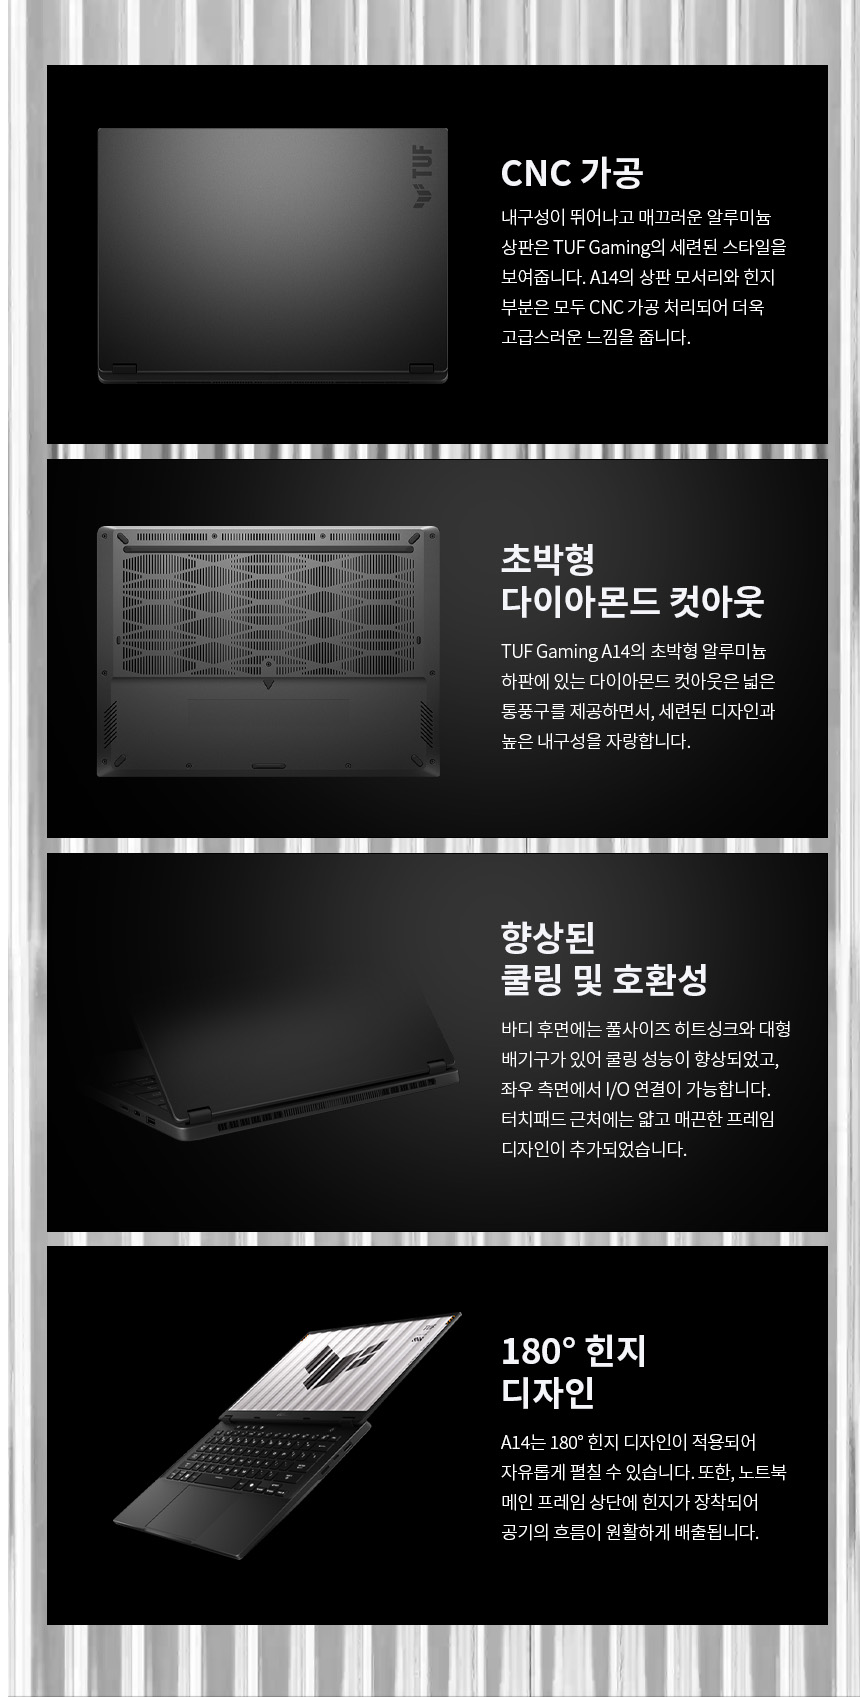 TUF
CNC 가공
내구성이 뛰어나고 매끄러운 알루미늄
상판은 TUF Gaming의 세련된 스타일을
보여줍니다. A14의 상판 모서리와 힌지
부분은 모두 CNC 가공 처리되어 더욱
고급스러운 느낌을 줍니다.
초박형
다이아몬드 컷아웃
TUF Gaming A14의 초박형 알루미늄
하판에 있는 다이아몬드 컷아웃은 넓은
통풍구를 제공하면서, 세련된 디자인과
높은 내구성을 자랑합니다.
향상된
쿨링 및 호환성
바디 후면에는 풀사이즈 히트싱크와 대형
배기구가 있어 쿨링 성능이 향상되었고,
좌우 측면에서 I/O 연결이 가능합니다.
터치패드 근처에는 얇고 매끈한 프레임
디자인이 추가되었습니다.
180° 힌지
디자인
A14는 180° 힌지 디자인이 적용되어
자유롭게 펼칠 수 있습니다. 또한, 노트북
메인 프레임 상단에 힌지가 장착되어
공기의 흐름이 원활하게 배출됩니다.